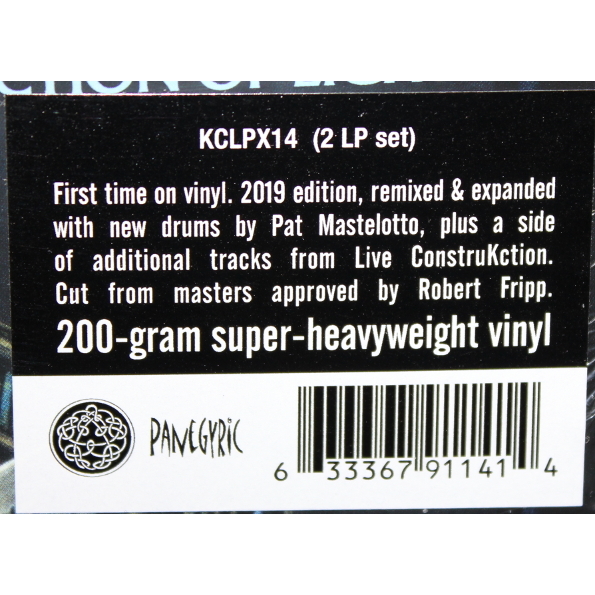 KCLPX14 (2 LP set)
First time on vinyl. 2019 edition, remixed & expanded
with new drums by Pat Mastelotto, plus a side
of additional tracks from Live ConstruKction.
Cut from masters approved by Robert Fripp.
200-gram super-heavyweight vinyl
PANEGYRIC
6 33367 91141 4